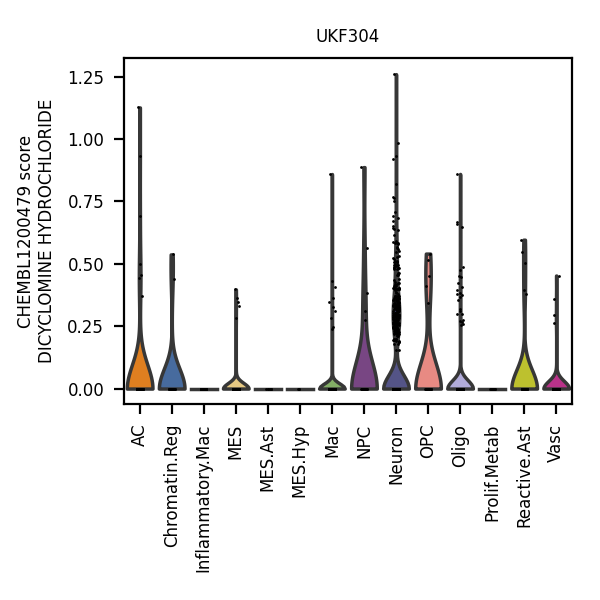 UKF304
CHEMBL1200479 score
DICYCLOMINE HYDROCHLORIDE
1.25
1.00
0.75
0.50
0.25
0.00
AC
Chromatin.Reg
Inflammatory.Mac
MES
MES.Ast
MES.Hyp
Mac
NPC
Neuron
OPC
Oligo
Prolif.Metab
Reactive.Ast
Vasc